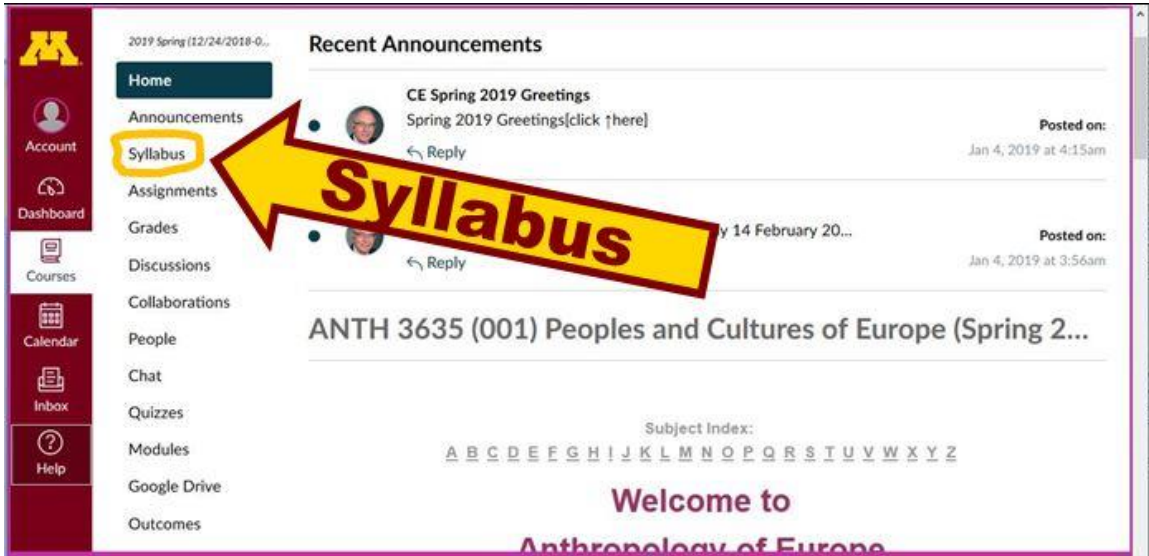 M
Account
Dashboard
Courses
Calendar
Inbox
Help
2019 Spring (12/24/2018-0...
Home
Announcements
Syllabus
Assignments
Grades
Discussions
Collaborations
People
Chat
Quizzes
Modules
Google Drive
Outcomes
Recent Announcements
CE Spring 2019 Greetings
Spring 2019 Greetings[click ↑here]
Reply
Posted on:
Jan 4, 2019 at 4:15am
Syllabus
14 February 20...
Reply
Posted on:
Jan 4, 2019 at 3:56am
ANTH 3635 (001) Peoples and Cultures of Europe (Spring 2...
Subject Index:
A B C D E F G H I J K L M N O P Q R S T U V W X Y Z
Welcome to
Anthropology of Europe